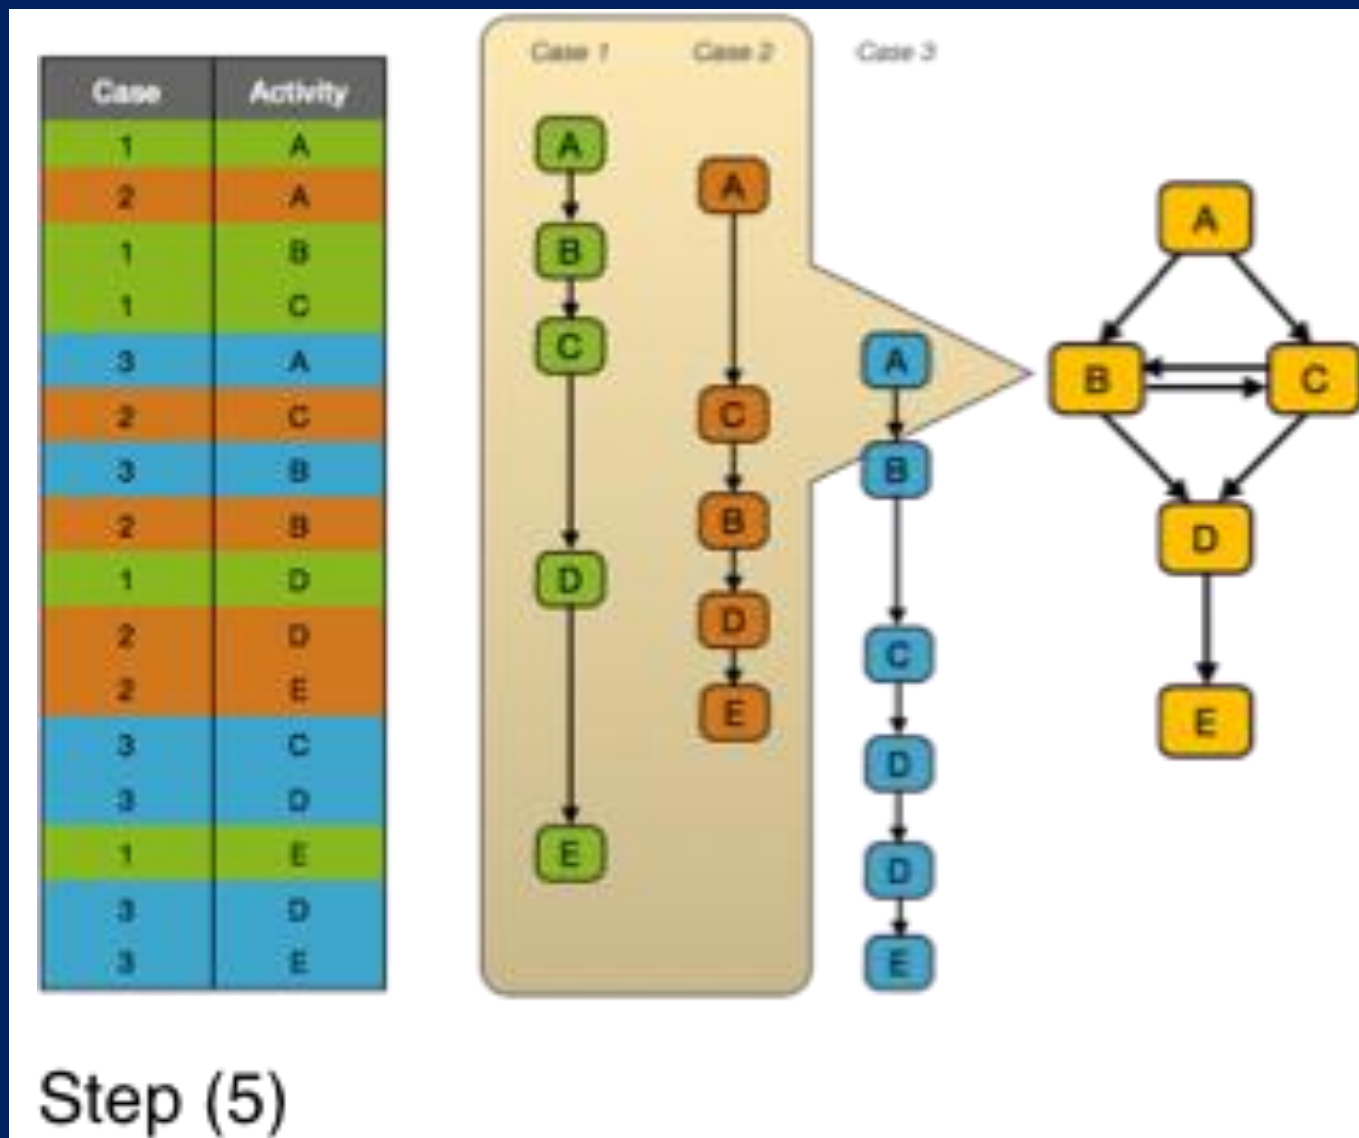 Case Activity
1 A
2 A
1 B
1 C
3 A
2 C
3 B
2 B
1 D
2 D
2 E
3 C
3 D
1 E
3 D
3 E
Case 1 Case 2 Case 3
A
B
C
D
E
A
C
B
D
E
A
B
C
D
D
E
A
B C
D
E
Step (5)